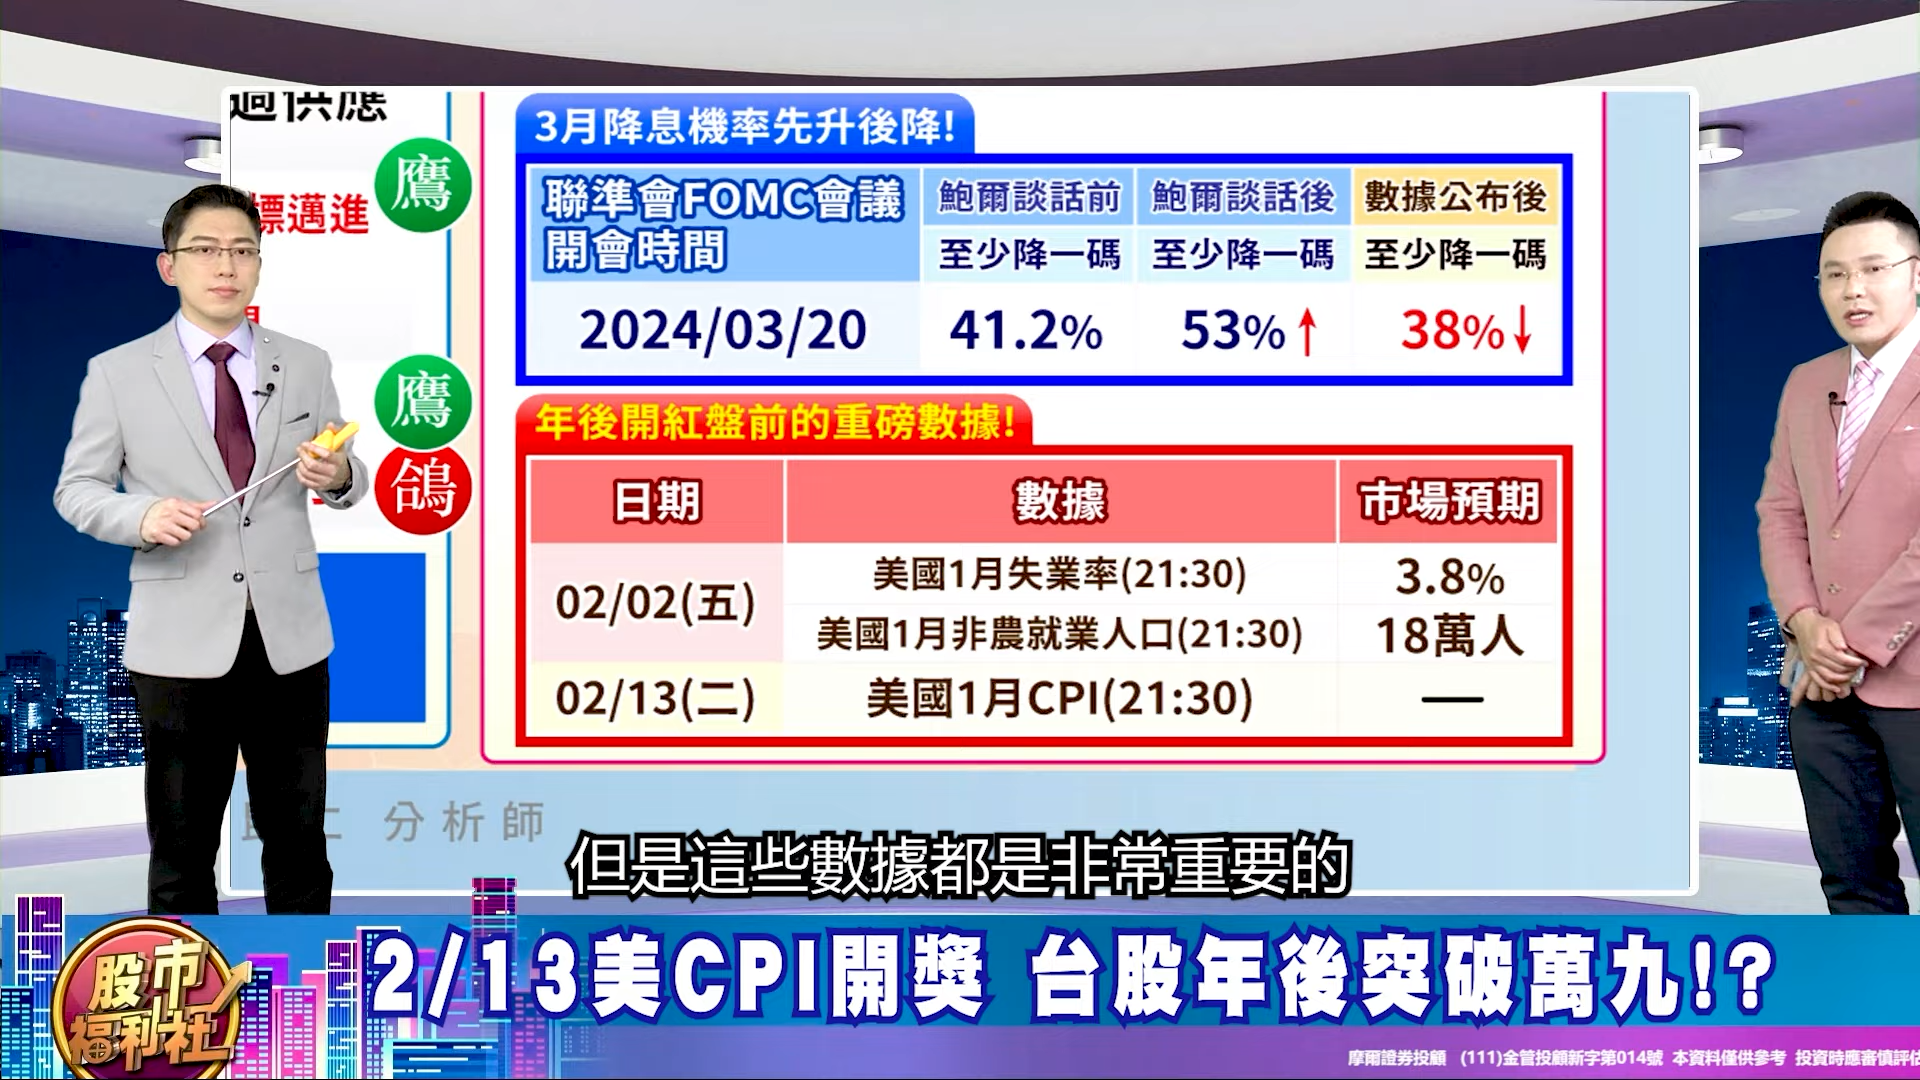 過供應
鷹
標邁進
鷹
鴿
3月降息機率先升後降!
聯準會FOMC會議
開會時間
鮑爾談話前
鮑爾談話後
數據公布後
至少降一碼
至少降一碼
至少降一碼
2024/03/20
41.2%
53%↑
38%↓
年後開紅盤前的重磅數據!
日期
數據
市場預期
02/02(五)
美國1月失業率(21:30)
3.8%
美國1月非農就業人口(21:30)
18萬人
02/13(二)
美國1月CPI(21:30)
—
分析師
但是這些數據都是非常重要的
2/13美CPI開獎 台股年後突破萬九!?
股市
福利社
摩爾證券投顧 (111)金管投顧新字第014號 本資料僅供參考 投資時應審慎評估